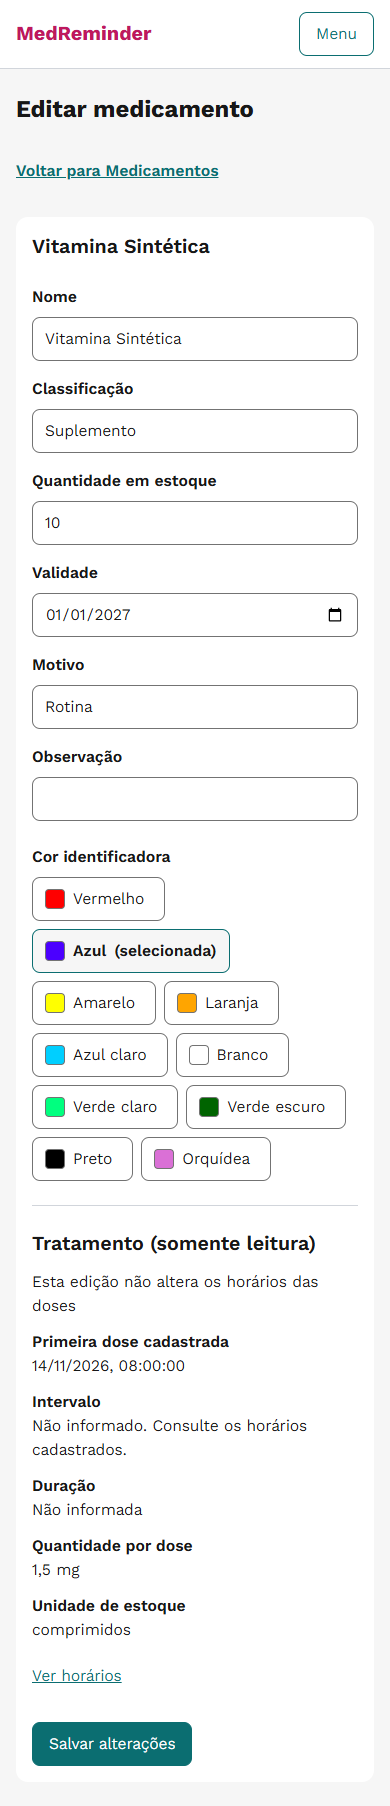 MedReminder
Menu
Editar medicamento
Voltar para Medicamentos
Vitamina Sintética
Nome
Vitamina Sintética
Classificação
Suplemento
Quantidade em estoque
10
Validade
01/01/2027
Motivo
Rotina
Observação
Cor identificadora
Vermelho
Azul (selecionada)
Amarelo
Laranja
Azul claro
Branco
Verde claro
Verde escuro
Preto
Orquídea
Tratamento (somente leitura)
Esta edição não altera os horários das
doses
Primeira dose cadastrada
14/11/2026, 08:00:00
Intervalo
Não informado. Consulte os horários
cadastrados.
Duração
Não informada
Quantidade por dose
1,5 mg
Unidade de estoque
comprimidos
Ver horários
Salvar alterações